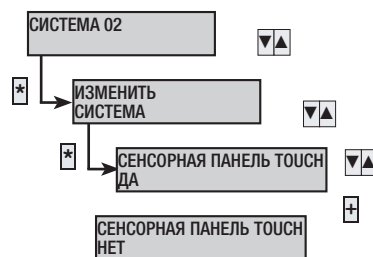 СИСТЕМА 02
▼▲
*
ИЗМЕНИТЬ
СИСТЕМА
▼▲
*
СЕНСОРНАЯ ПАНЕЛЬ TOUCH
ДА
▼▲
+
СЕНСОРНАЯ ПАНЕЛЬ TOUCH
НЕТ